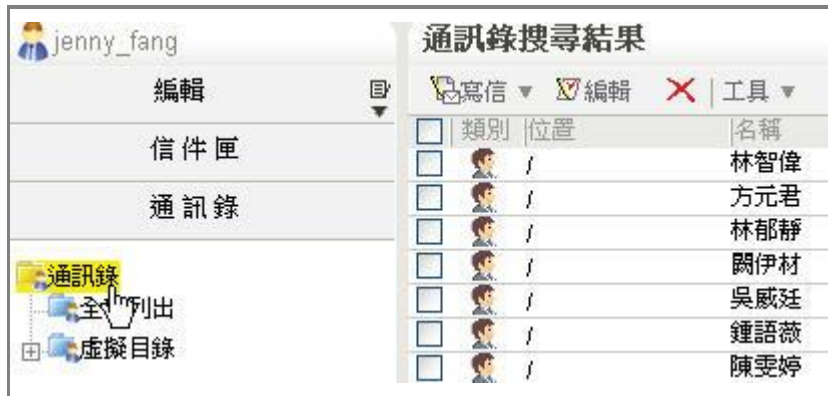 jenny_fang
編輯
信件匣
通訊錄
通訊錄
列出
虛擬目錄
通訊錄搜尋結果
寫信 編輯 工具
類別 位置 名稱
/ 林智偉
/ 方元君
/ 林郁靜
/ 闕伊材
/ 吳威廷
/ 鍾語薇
/ 陳雯婷